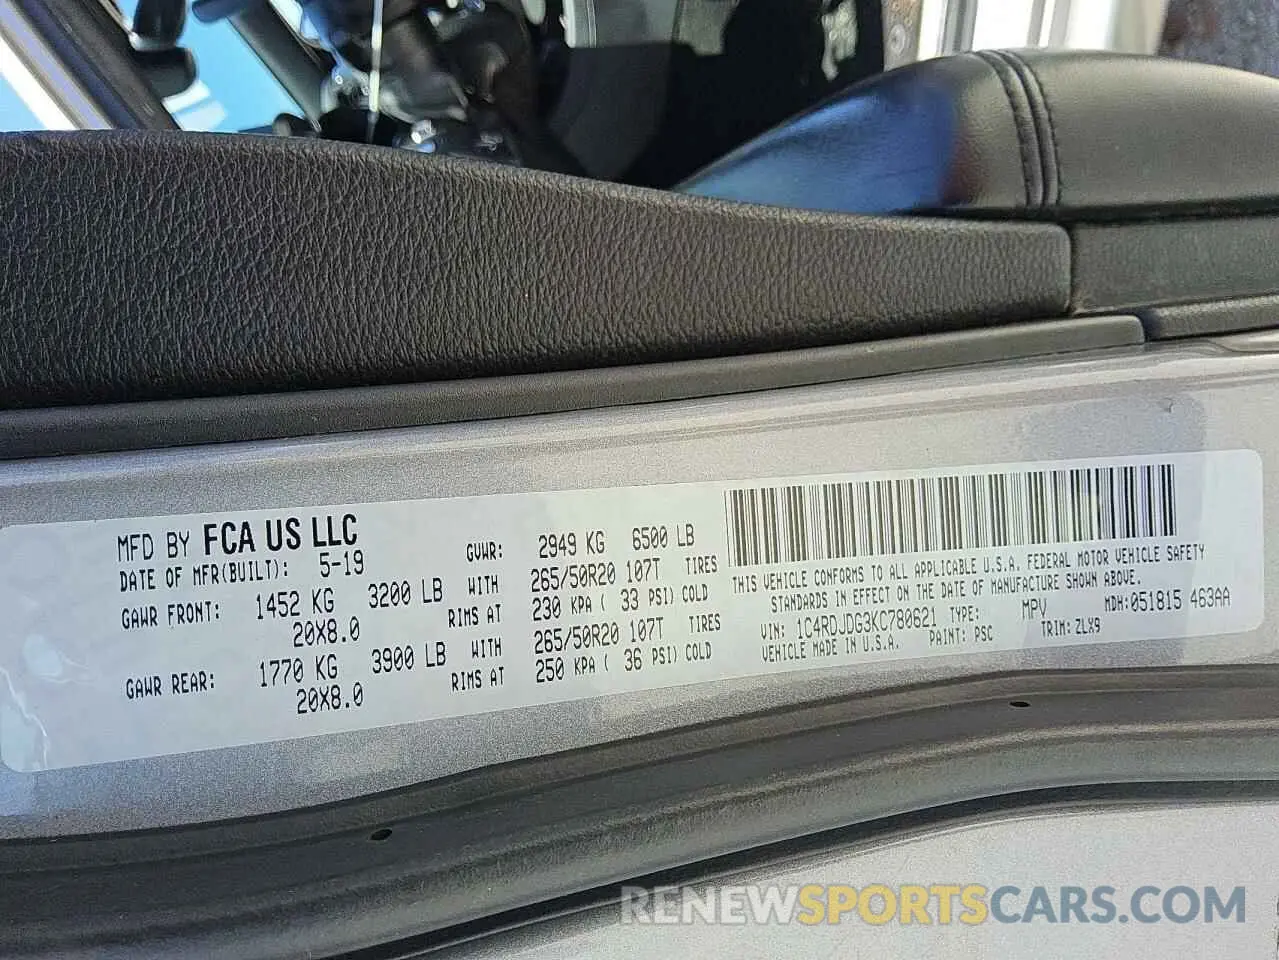 MFD BY FCA US LLC
DATE OF MFR(BUILT): 5-19
GVWR: 2949 KG 6500 LB
GAWR FRONT: 1452 KG 3200 LB WITH 265/50R20 107T TIRES
20X8.0 RIMS AT 230 KPA ( 33 PSI) COLD
GAWR REAR: 1770 KG 3900 LB WITH 265/50R20 107T TIRES
20X8.0 RIMS AT 250 KPA ( 36 PSI) COLD
THIS VEHICLE CONFORMS TO ALL APPLICABLE U.S.A. FEDERAL MOTOR VEHICLE SAFETY
STANDARDS IN EFFECT ON THE DATE OF MANUFACTURE SHOWN ABOVE.
VIN: 1C4RDJDG3KC780621 TYPE: MPV MDH:051815 463AA
VEHICLE MADE IN U.S.A. PAINT: PSC TRIM: ZLX9
RENEWSPORTSCARS.COM